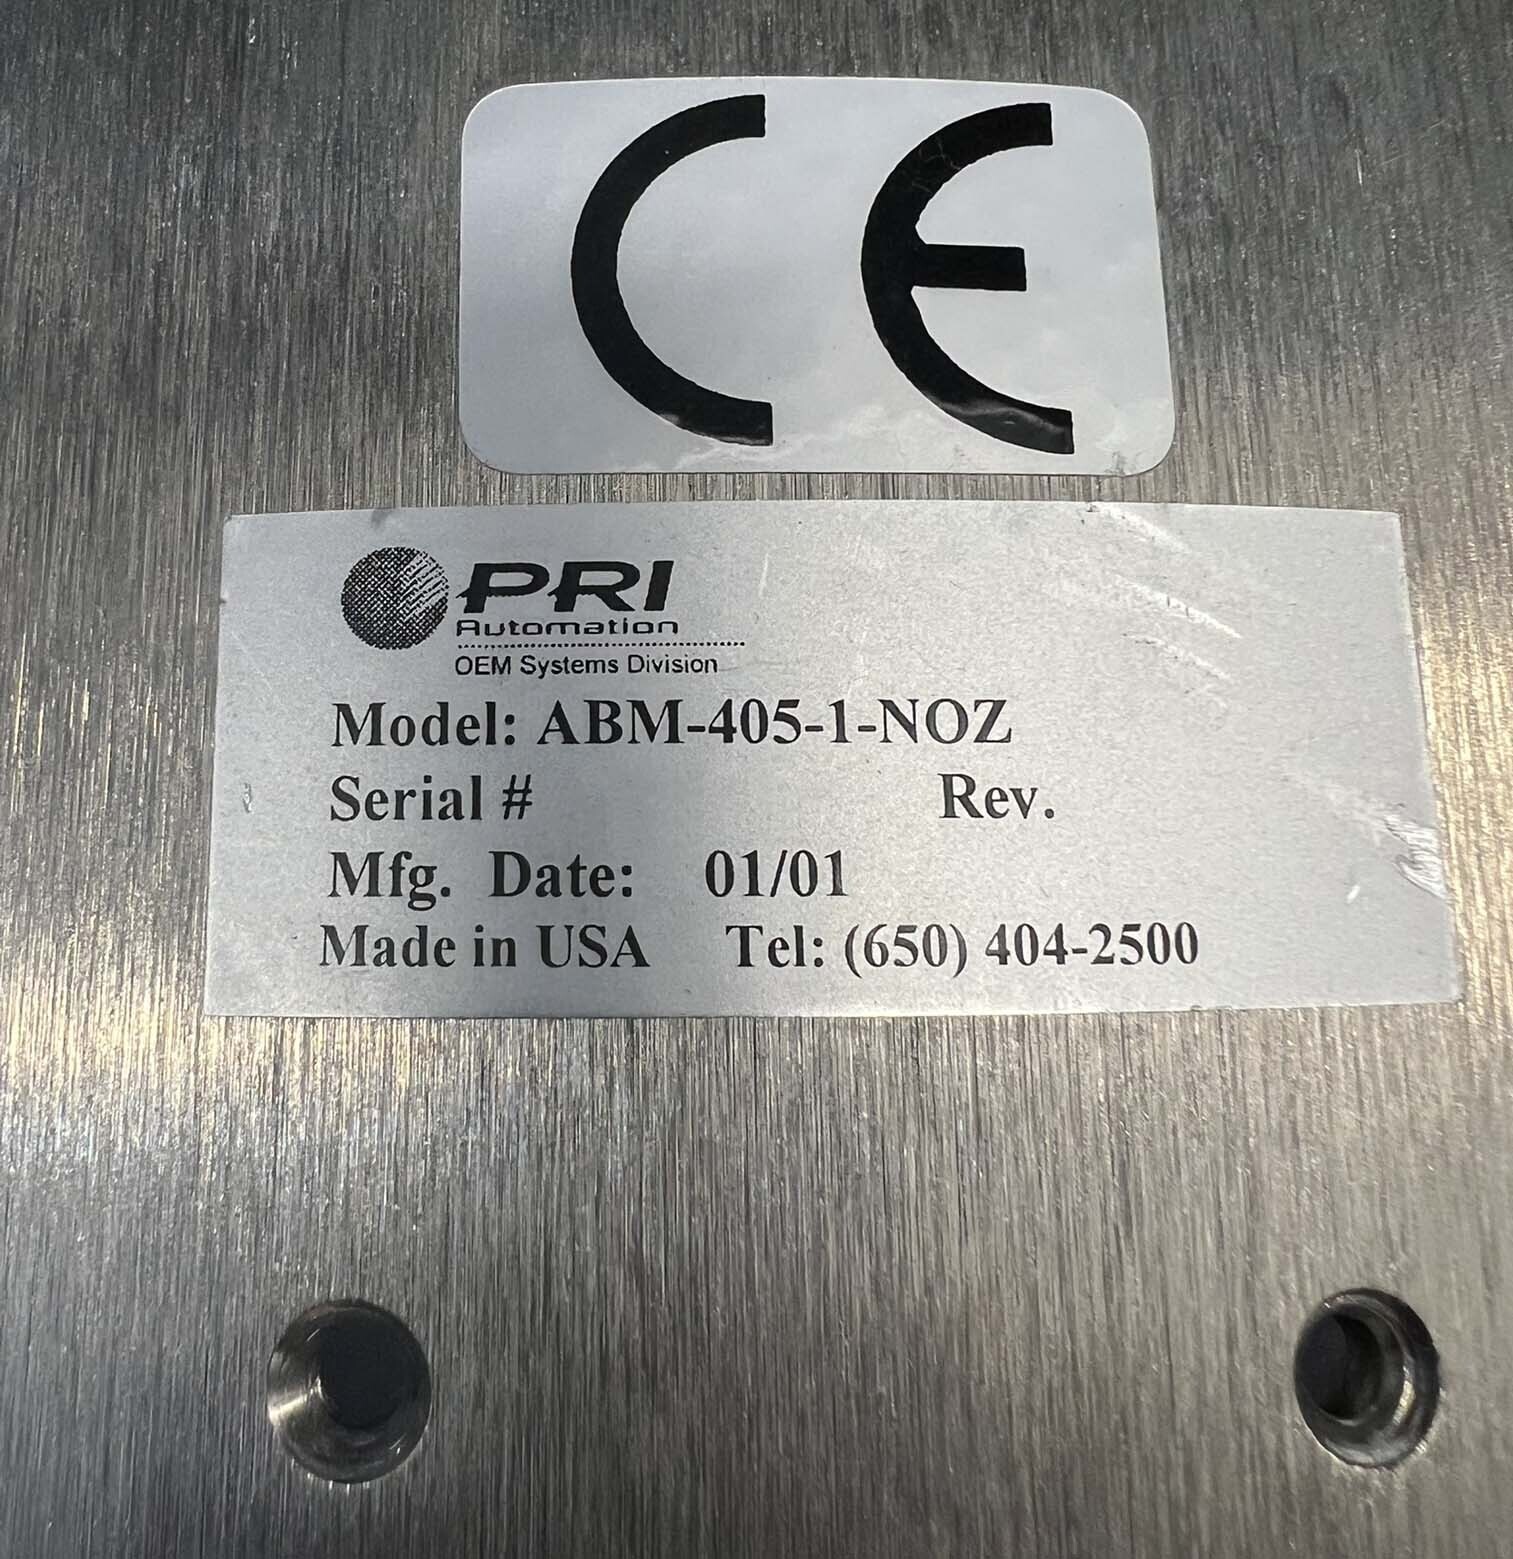 CE
PRI
Automation
OEM Systems Division
Model: ABM-405-1-NOZ
Serial # Rev.
Mfg. Date: 01/01
Made in USA Tel: (650) 404-2500